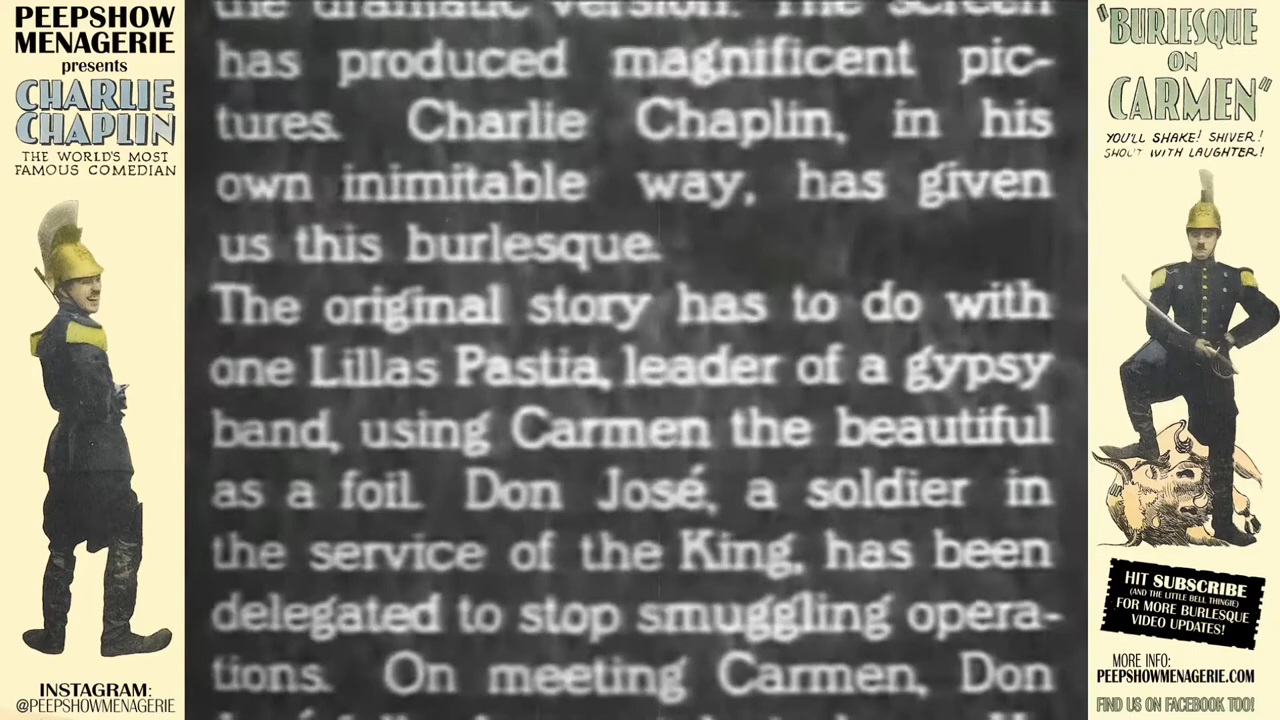 PEEPSHOW
MENAGERIE
presents
CHARLIE
CHAPLIN
THE WORLD'S MOST
FAMOUS COMEDIAN
INSTAGRAM:
@PEEPSHOWMENAGERIE
the dramatic version. The screen
has produced magnificent pic-
tures. Charlie Chaplin, in his
own inimitable way, has given
us this burlesque.
The original story has to do with
one Lillas Pastia, leader of a gypsy
band, using Carmen the beautiful
as a foil. Don José, a soldier in
the service of the King, has been
delegated to stop smuggling opera-
tions. On meeting Carmen, Don
"BURLESQUE
ON
CARMEN"
YOU'LL SHAKE! SHIVER!
SHOUT WITH LAUGHTER!
HIT SUBSCRIBE
(AND THE LITTLE BELL THINGIE)
FOR MORE BURLESQUE
VIDEO UPDATES!
MORE INFO:
PEEPSHOWMENAGERIE.COM
FIND US ON FACEBOOK TOO!